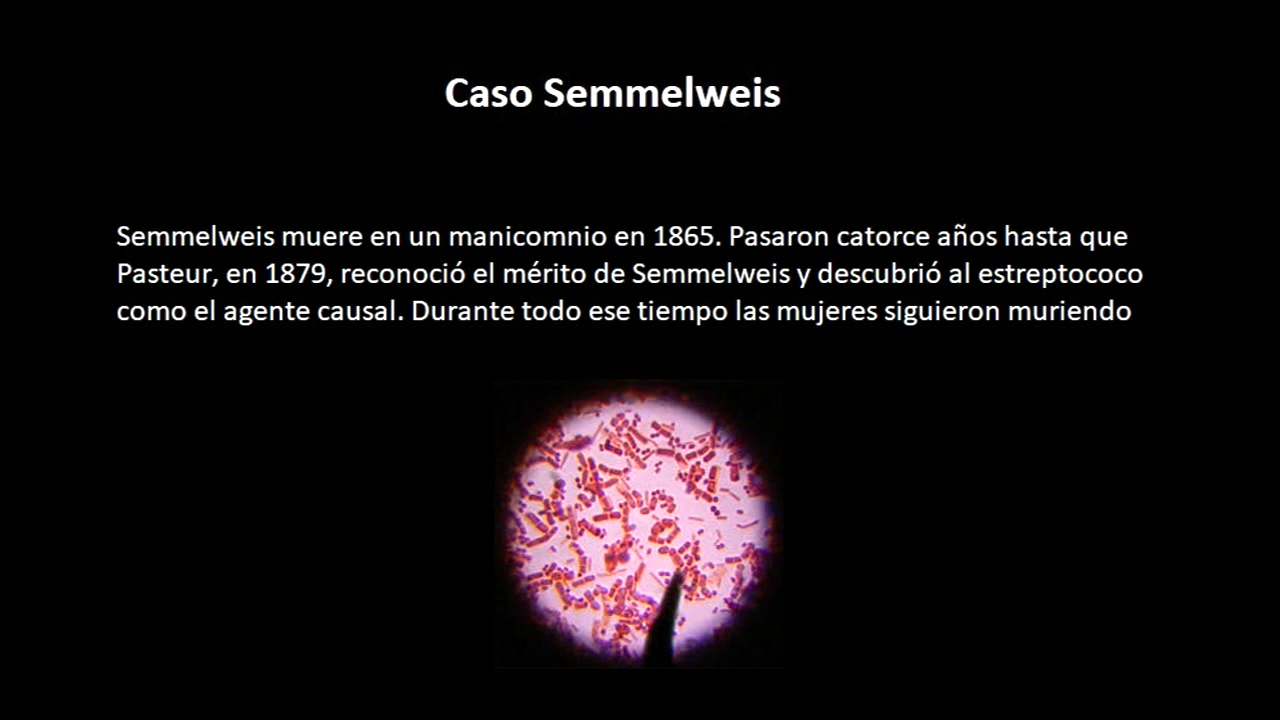 Caso Semmelweis
Semmelweis muere en un manicomnio en 1865. Pasaron catorce años hasta que
Pasteur, en 1879, reconoció el mérito de Semmelweis y descubrió al estreptococo
como el agente causal. Durante todo ese tiempo las mujeres siguieron muriendo